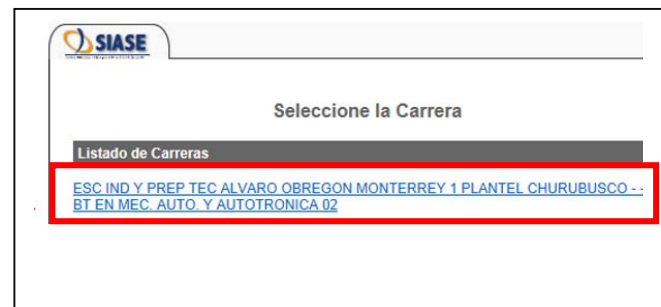 SIASE
Seleccione la Carrera
Listado de Carreras
ESC IND Y PREP TEC ALVARO OBREGON MONTERREY 1 PLANTEL CHURUBUSCO - -
BT EN MEC. AUTO. Y AUTOTRONICA 02